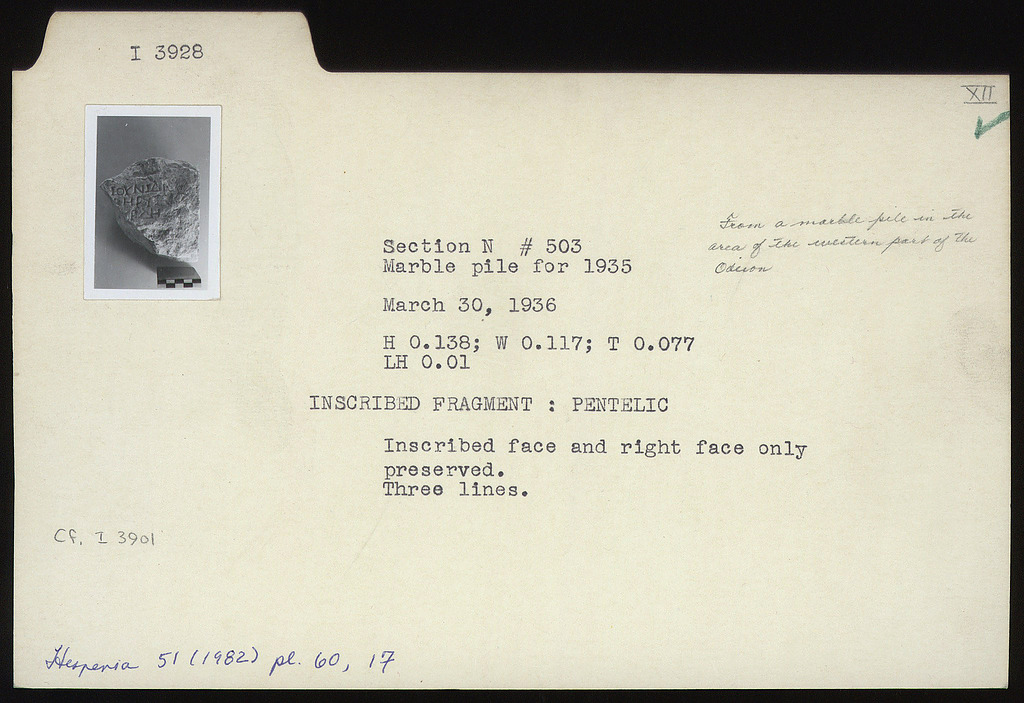 I 3928
XII
From a marble pile in the
area of the western part of the
Odeion
Section N # 503
Marble pile for 1935
March 30, 1936
H 0.138; W 0.117; T 0.077
LH 0.01
INSCRIBED FRAGMENT : PENTELIC
Inscribed face and right face only
preserved.
Three lines.
Cf. I 3901
Hesperia 51 (1982) pl. 60, 17